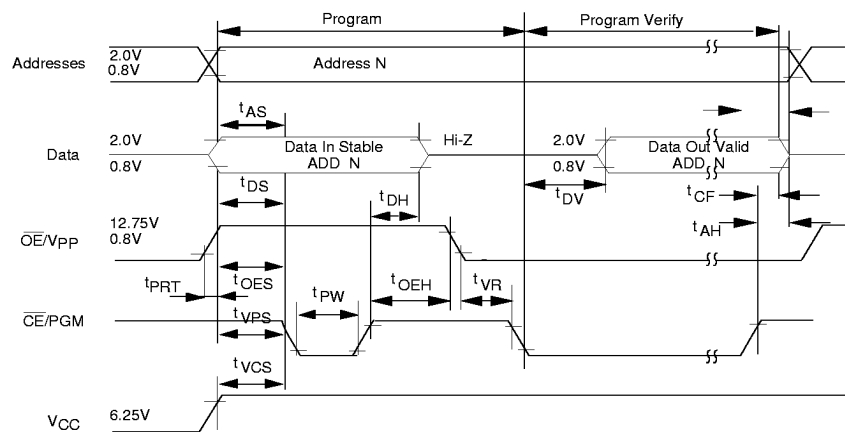 Program
Program Verify
Addresses
2.0V
0.8V
Address N
tAS
Data
2.0V
0.8V
Data In Stable
ADD N
Hi-Z
2.0V
0.8V
Data Out Valid
ADD N
tDS
tDH
tDV
tCF
tAH
OE/VPP
12.75V
0.8V
tPRT
tOES
tPW
tOEH
tVR
CE/PGM
tVPS
tVCS
VCC
6.25V